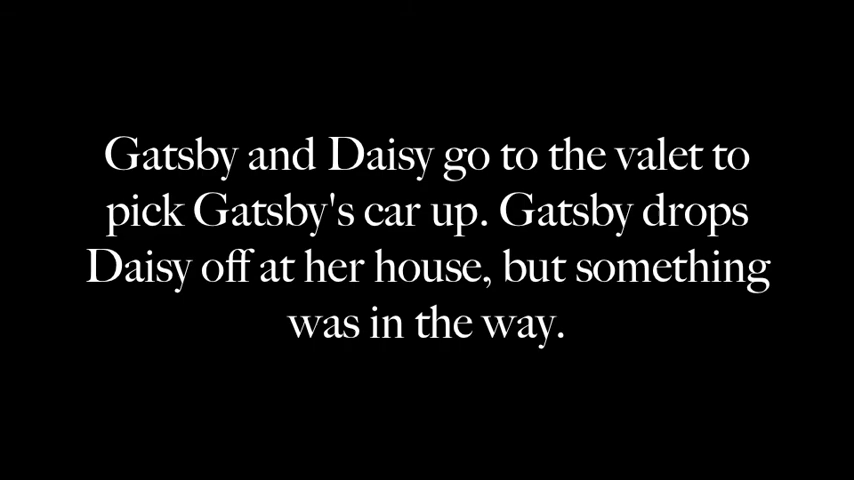 Gatsby and Daisy go to the valet to
pick Gatsby's car up. Gatsby drops
Daisy off at her house, but something
was in the way.